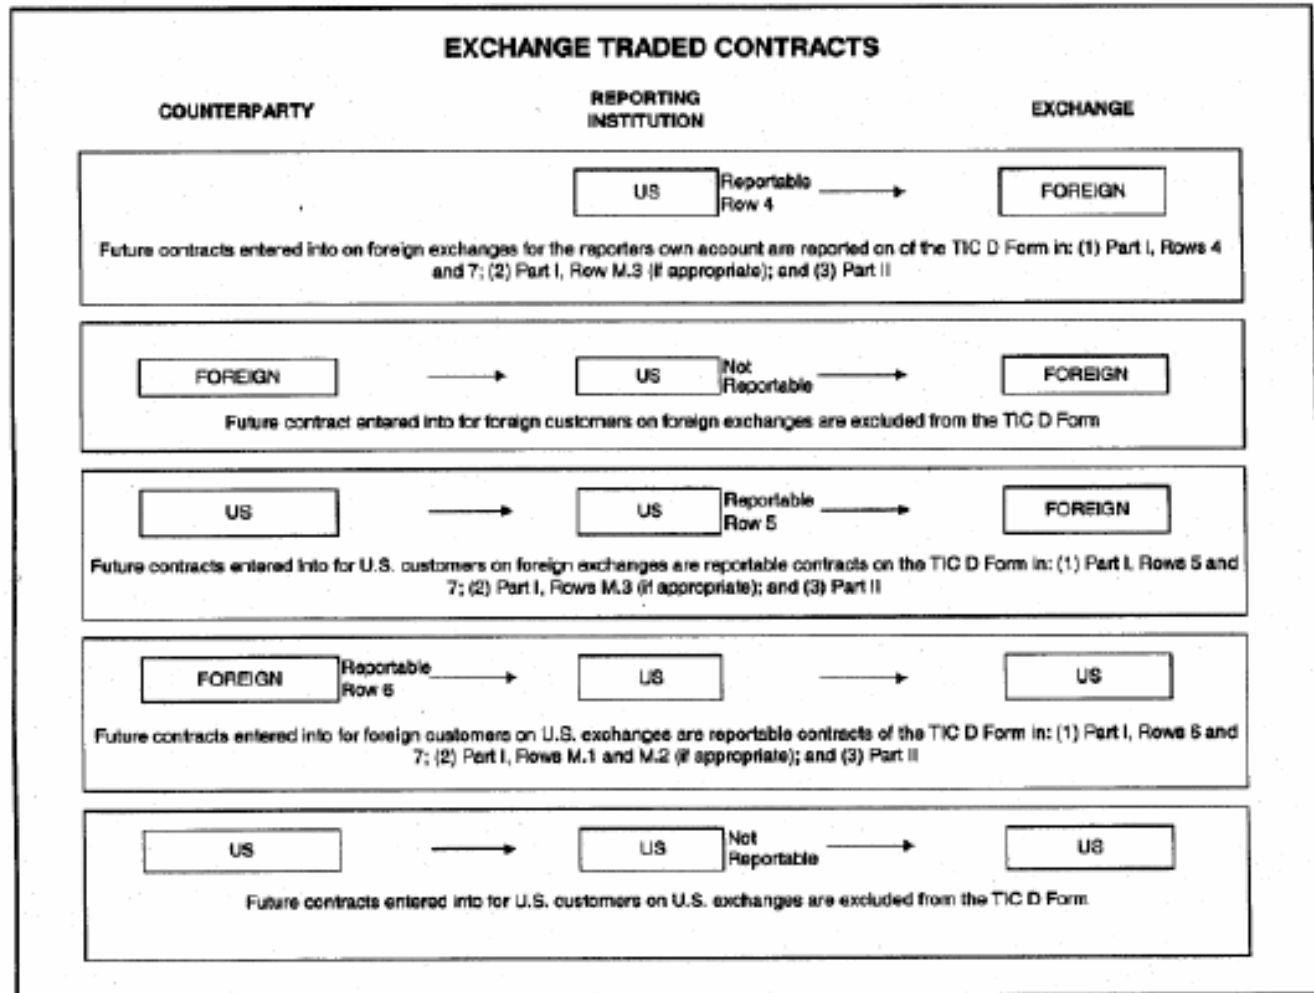 EXCHANGE TRADED CONTRACTS
COUNTERPARTY
REPORTING
INSTITUTION
EXCHANGE
US
Reportable
Row 4
FOREIGN
Future contracts entered into on foreign exchanges for the reporters own account are reported on of the TIC D Form in: (1) Part I, Rows 4
and 7; (2) Part I, Row M.3 (if appropriate); and (3) Part II
FOREIGN
US
Not
Reportable
FOREIGN
Future contract entered into for foreign customers on foreign exchanges are excluded from the TIC D Form
US
US
Reportable
Row 5
FOREIGN
Future contracts entered into for U.S. customers on foreign exchanges are reportable contracts on the TIC D Form in: (1) Part I, Rows 5 and
7; (2) Part I, Rows M.3 (if appropriate); and (3) Part II
FOREIGN
Reportable
Row 6
US
US
Future contracts entered into for foreign customers on U.S. exchanges are reportable contracts of the TIC D Form in: (1) Part I, Rows 6 and
7; (2) Part I, Rows M.1 and M.2 (if appropriate); and (3) Part II
US
US
Not
Reportable
US
Future contracts entered into for U.S. customers on U.S. exchanges are excluded from the TIC D Form